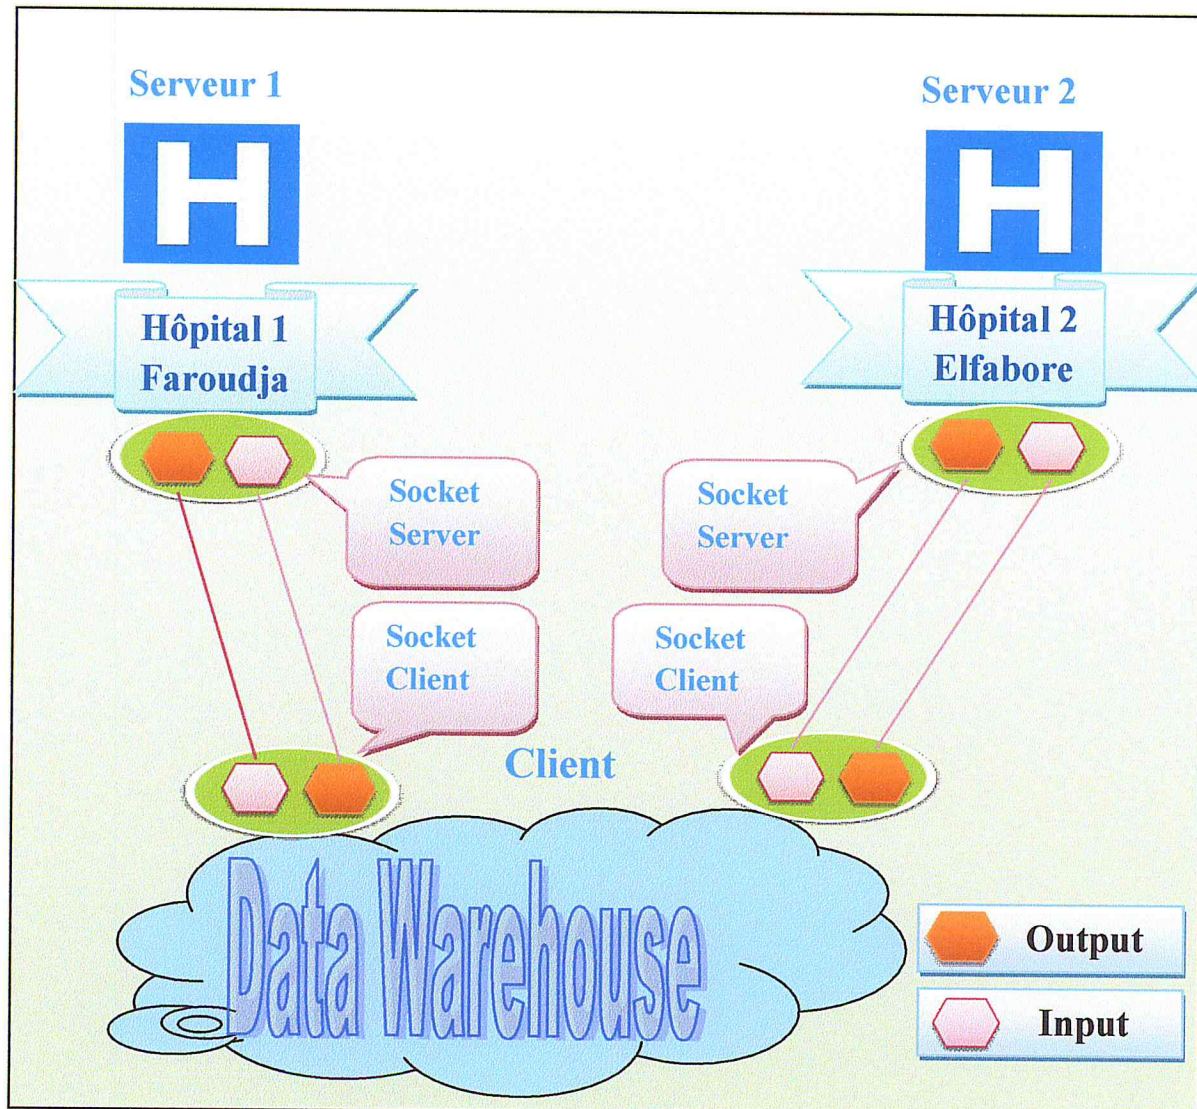 Serveur 1
Serveur 2
H
H
Hôpital 1
Faroudja
Hôpital 2
Elfabore
Socket
Server
Socket
Server
Socket
Client
Socket
Client
Client
Data Warehouse
Output
Input